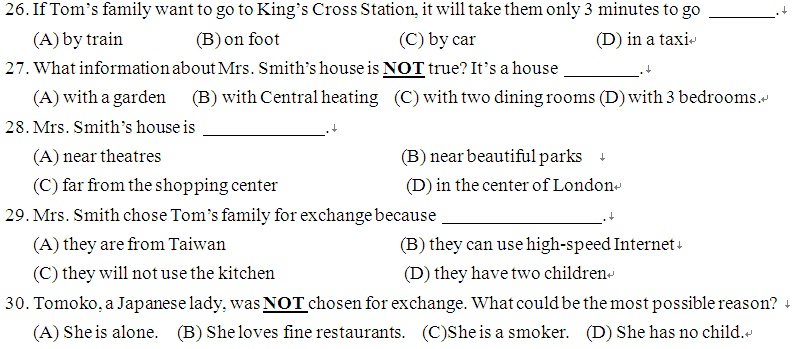 26. If Tom's family want to go to King's Cross Station, it will take them only 3 minutes to go ________.
(A) by train (B) on foot (C) by car (D) in a taxi
27. What information about Mrs. Smith's house is NOT true? It's a house _________.
(A) with a garden (B) with Central heating (C) with two dining rooms (D) with 3 bedrooms.
28. Mrs. Smith's house is ______________.
(A) near theatres (B) near beautiful parks
(C) far from the shopping center (D) in the center of London
29. Mrs. Smith chose Tom's family for exchange because __________________.
(A) they are from Taiwan (B) they can use high-speed Internet
(C) they will not use the kitchen (D) they have two children
30. Tomoko, a Japanese lady, was NOT chosen for exchange. What could be the most possible reason?
(A) She is alone. (B) She loves fine restaurants. (C)She is a smoker. (D) She has no child.